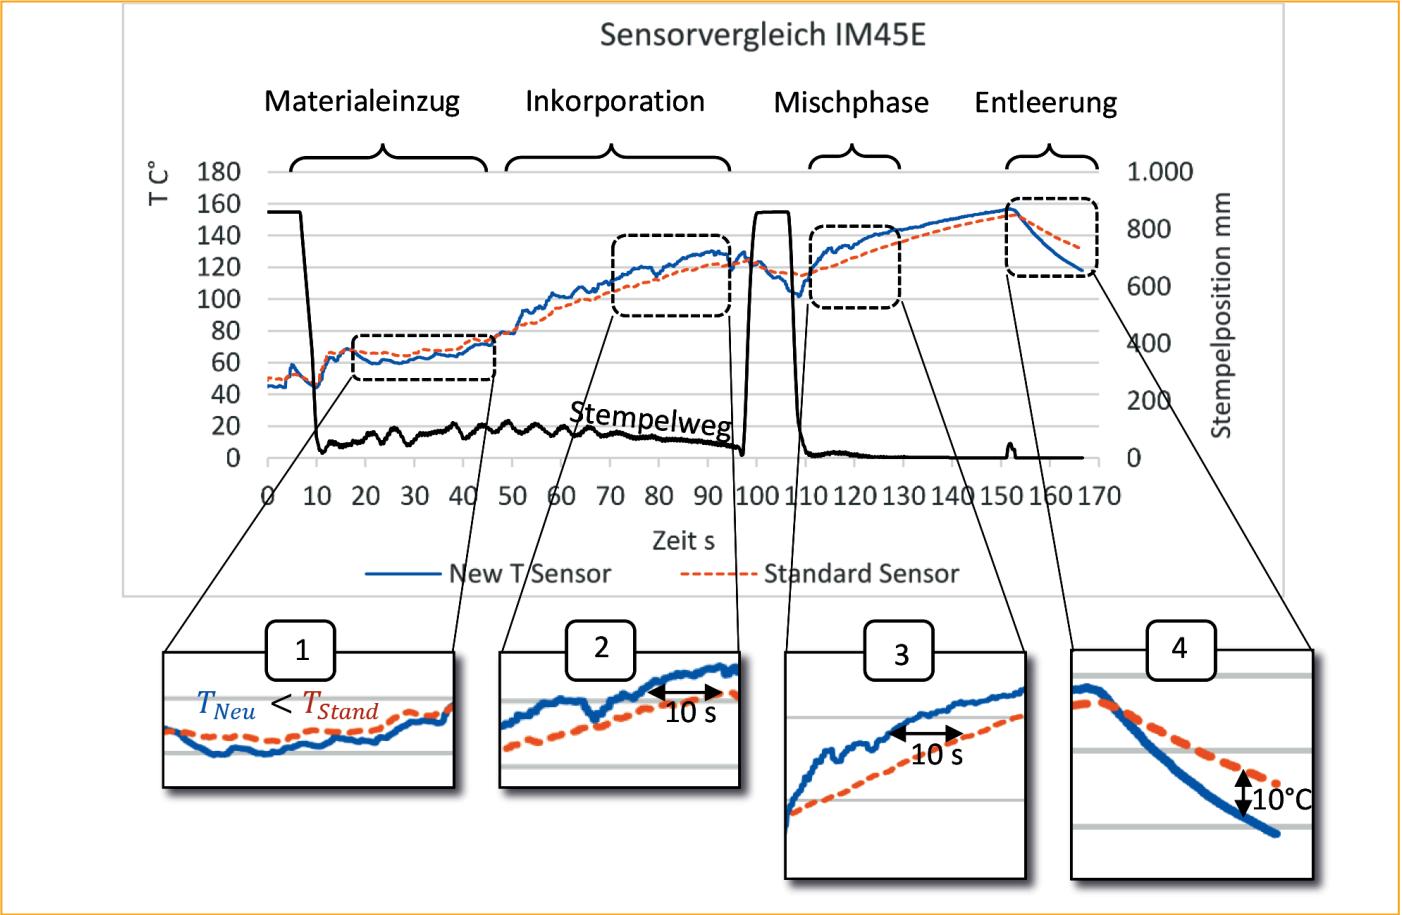 Sensorvergleich IM45E
Materialeinzug Inkorporation Mischphase Entleerung
T C°
180
160
140
120
100
80
60
40
20
0
1.000
800
600
400
200
0
Stempelposition mm
Stempelweg
0 10 20 30 40 50 60 70 80 90 100 110 120 130 140 150 160 170
Zeit s
New T Sensor Standard Sensor
1
T_Neu < T_Stand
2
10 s
3
10 s
4
10°C